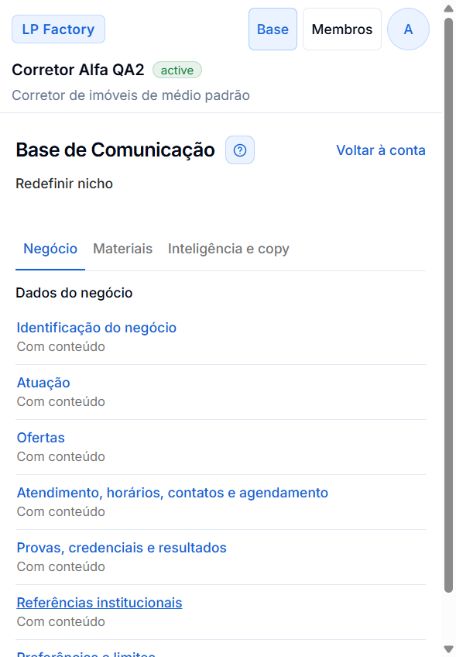 LP Factory
Base
Membros
A
Corretor Alfa QA2 active
Corretor de imóveis de médio padrão
Base de Comunicação
Voltar à conta
Redefinir nicho
Negócio
Materiais
Inteligência e copy
Dados do negócio
Identificação do negócio
Com conteúdo
Atuação
Com conteúdo
Ofertas
Com conteúdo
Atendimento, horários, contatos e agendamento
Com conteúdo
Provas, credenciais e resultados
Com conteúdo
Referências institucionais
Com conteúdo
Preferências e limites